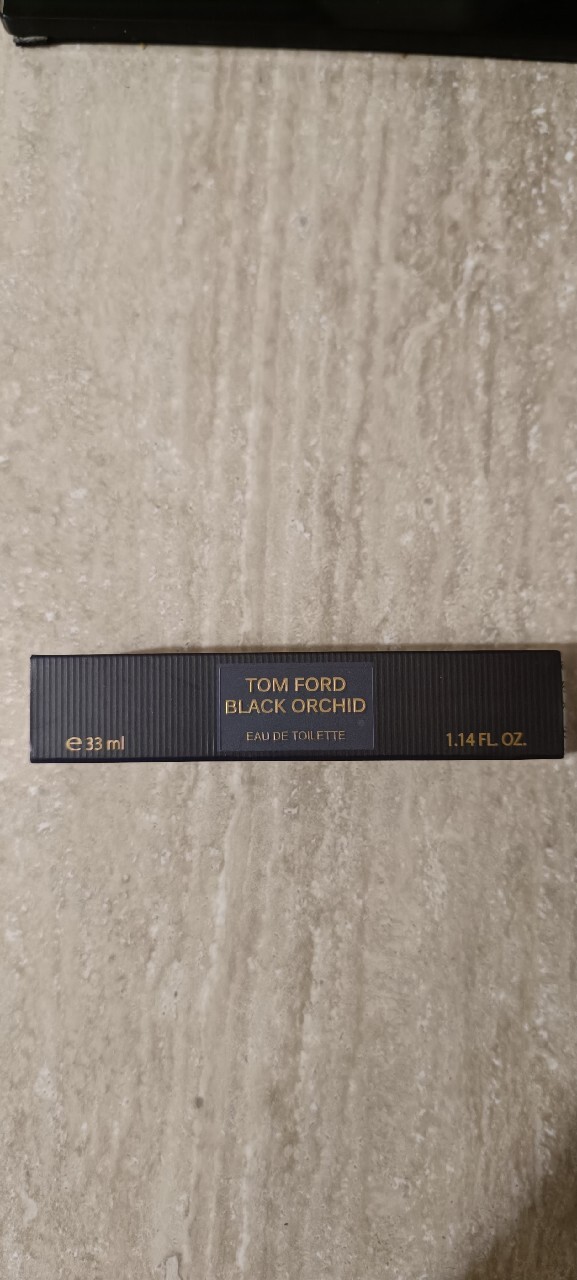 TOM FORD
BLACK ORCHID
EAU DE TOILETTE
e 33 ml
1.14 FL. OZ.